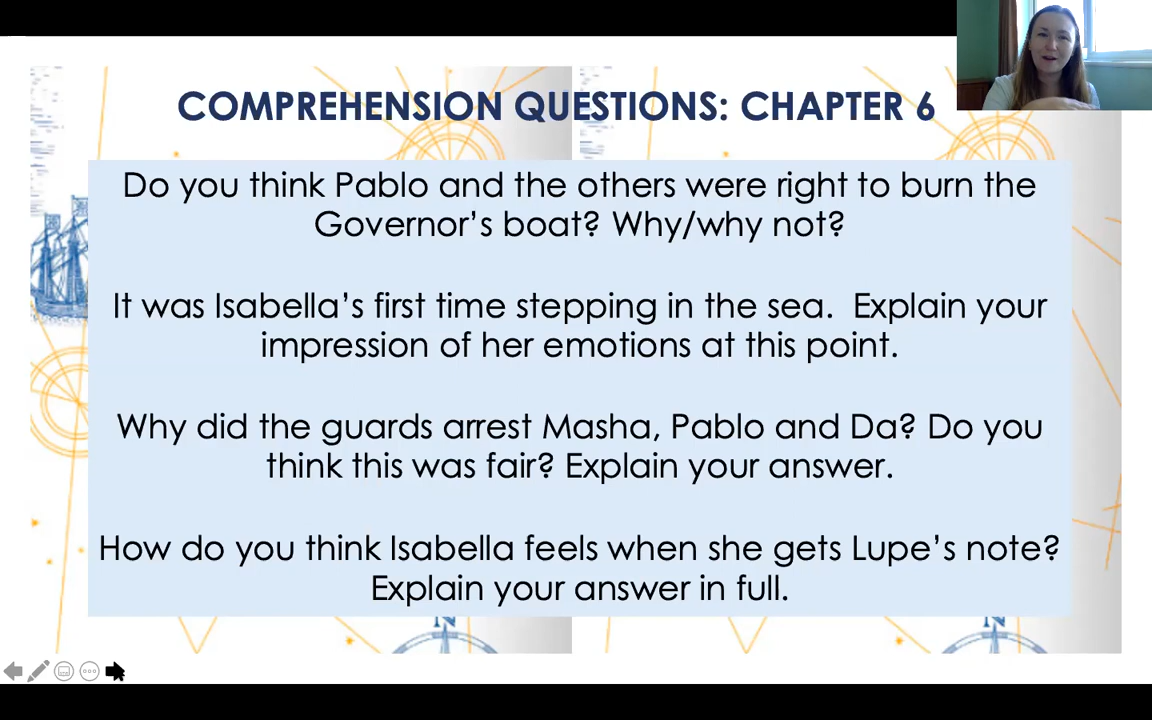 COMPREHENSION QUESTIONS: CHAPTER 6
Do you think Pablo and the others were right to burn the
Governor’s boat? Why/why not?
It was Isabella’s first time stepping in the sea.  Explain your
impression of her emotions at this point.
Why did the guards arrest Masha, Pablo and Da? Do you
think this was fair? Explain your answer.
How do you think Isabella feels when she gets Lupe’s note?
Explain your answer in full.
N
N